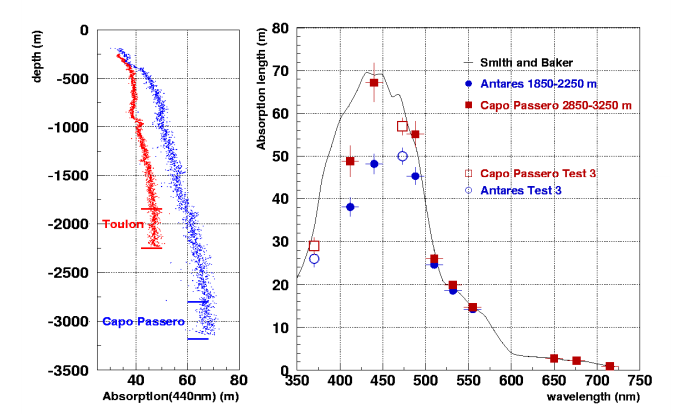 depth (m)
0
-500
-1000
-1500
-2000
-2500
-3000
-3500
Toulon
Capo Passero
40
60
80
Absorption(440nm) (m)
Absorption length (m)
80
70
60
50
40
30
20
10
0
Smith and Baker
Antares 1850-2250 m
Capo Passero 2850-3250 m
Capo Passero Test 3
Antares Test 3
350
400
450
500
550
600
650
700
750
wavelength (nm)